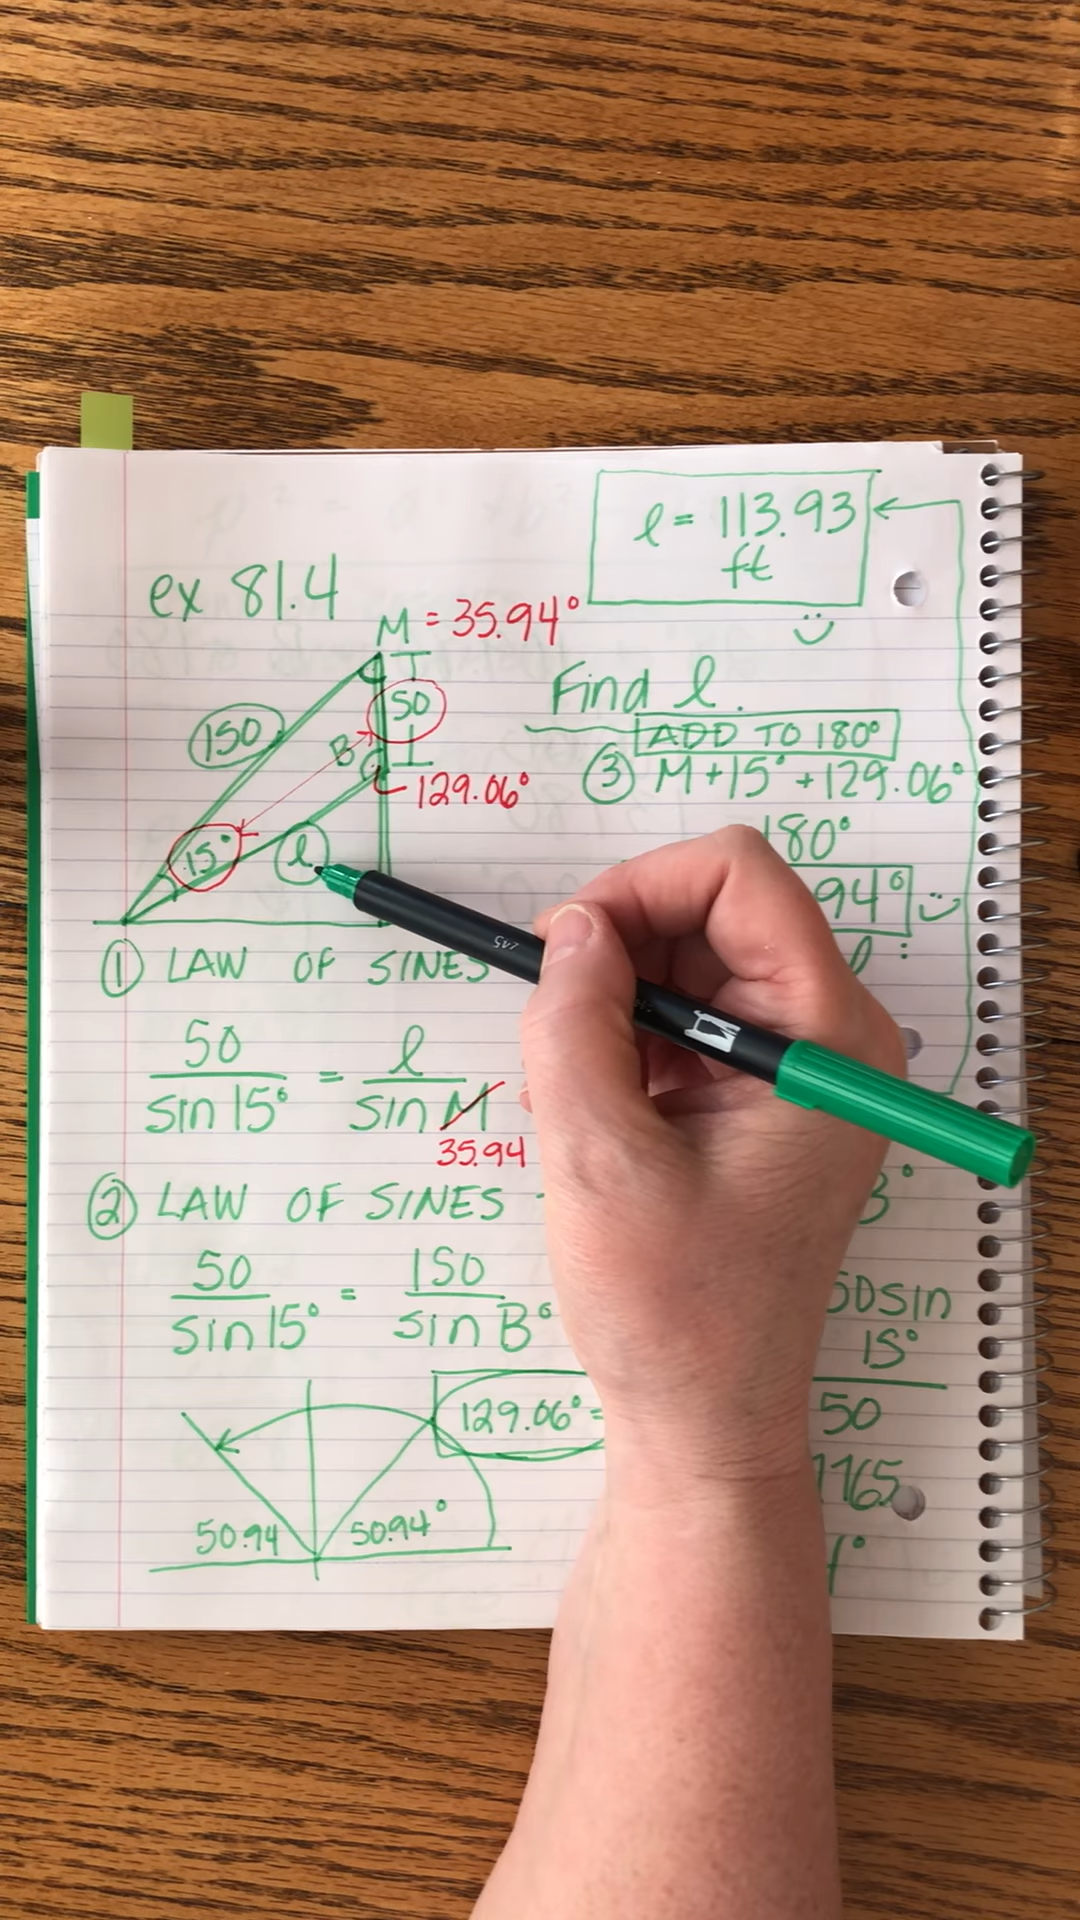 l = 113.93
ft
ex 81.4
M = 35.94°
Find l.
ADD TO 180°
③ M+15°+129.06°
180°
94°
l :
150
50
B
129.06°
15°
l
① LAW OF SINES
50 = l
sin 15° sin M
35.94
② LAW OF SINES
50 = 150
sin 15° sin B°
3°
50 sin
15°
50
129.06° =
7765
50.94 50.94°